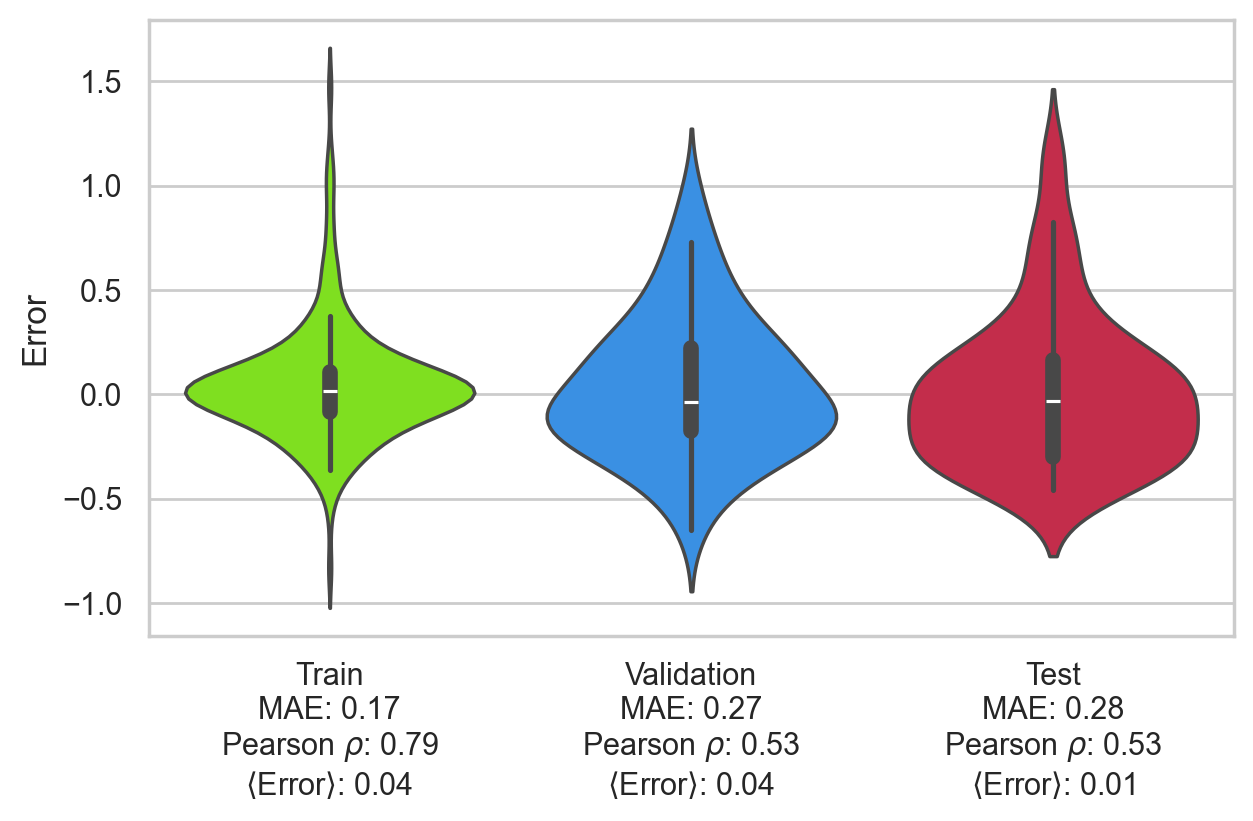 Error
1.5
1.0
0.5
0.0
−0.5
−1.0
Train
MAE: 0.17
Pearson ρ: 0.79
⟨Error⟩: 0.04
Validation
MAE: 0.27
Pearson ρ: 0.53
⟨Error⟩: 0.04
Test
MAE: 0.28
Pearson ρ: 0.53
⟨Error⟩: 0.01